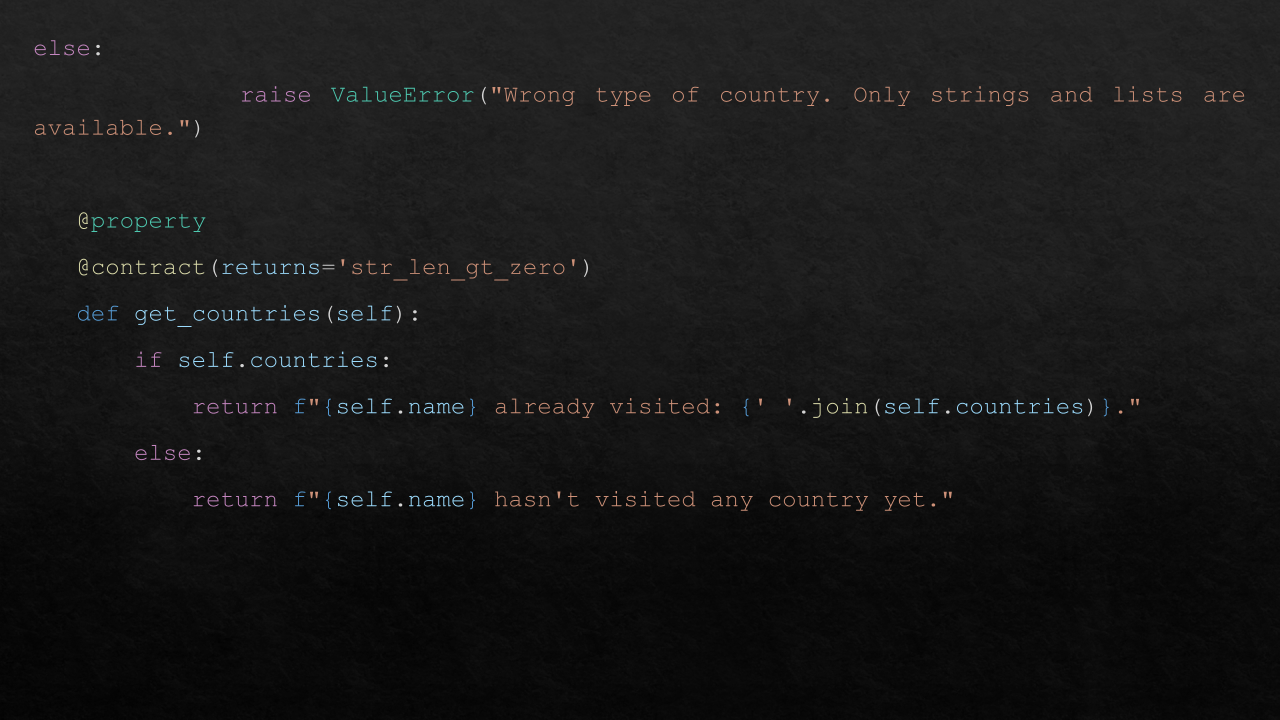 else:
            raise ValueError("Wrong type of country. Only strings and lists are
available.")
   @property
   @contract(returns='str_len_gt_zero')
   def get_countries(self):
       if self.countries:
           return f"{self.name} already visited: {' '.join(self.countries)}."
       else:
           return f"{self.name} hasn't visited any country yet."